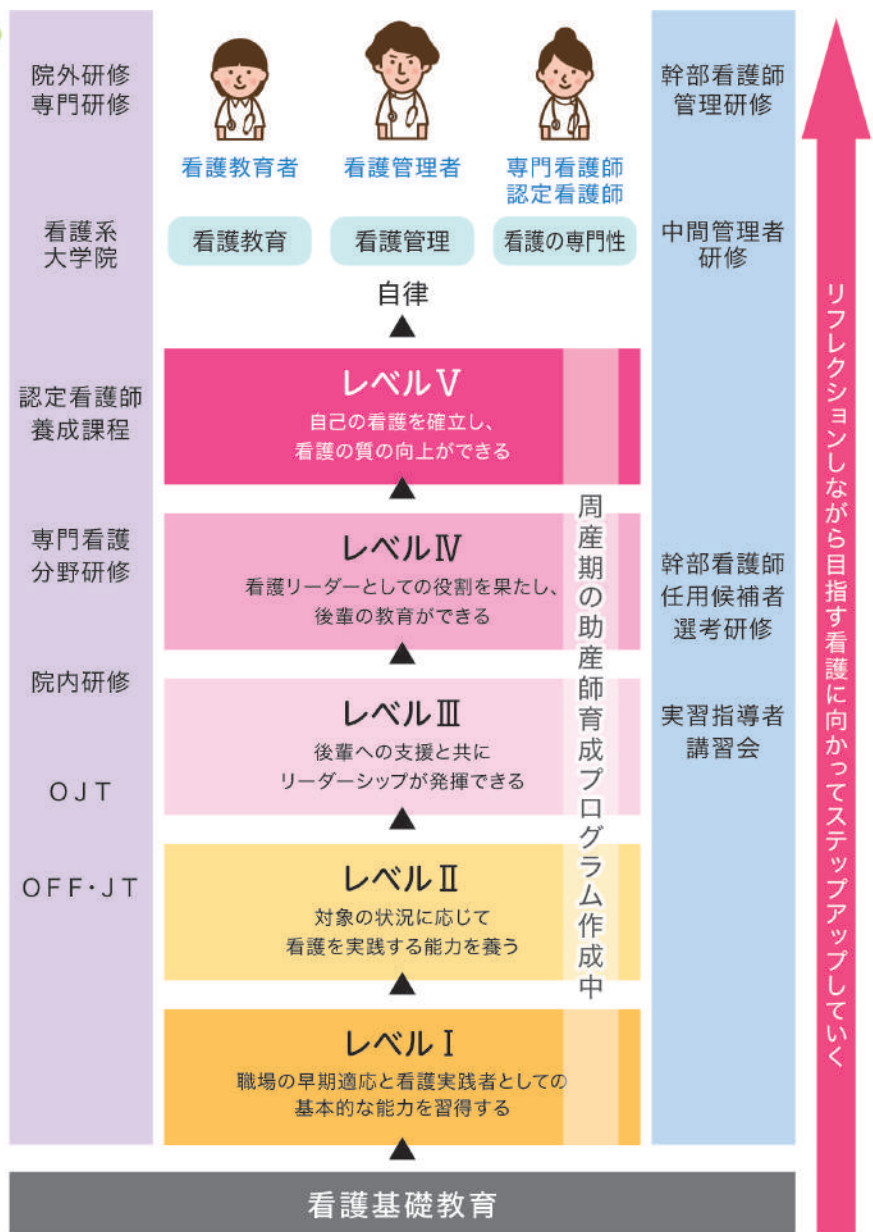 院外研修
専門研修
看護系
大学院
認定看護師
養成課程
専門看護
分野研修
院内研修
OJT
OFF・JT
看護教育者
看護管理者
専門看護師
認定看護師
看護教育
看護管理
看護の専門性
自律
▲
レベルⅤ
自己の看護を確立し、
看護の質の向上ができる
▲
レベルⅣ
看護リーダーとしての役割を果たし、
後輩の教育ができる
▲
レベルⅢ
後輩への支援と共に
リーダーシップが発揮できる
▲
レベルⅡ
対象の状況に応じて
看護を実践する能力を養う
▲
レベルⅠ
職場の早期適応と看護実践者としての
基本的な能力を習得する
▲
周産期の助産師育成プログラム作成中
幹部看護師
管理研修
中間管理者
研修
幹部看護師
任用候補者
選考研修
実習指導者
講習会
リフレクションしながら目指す看護に向かってステップアップしていく
看護基礎教育